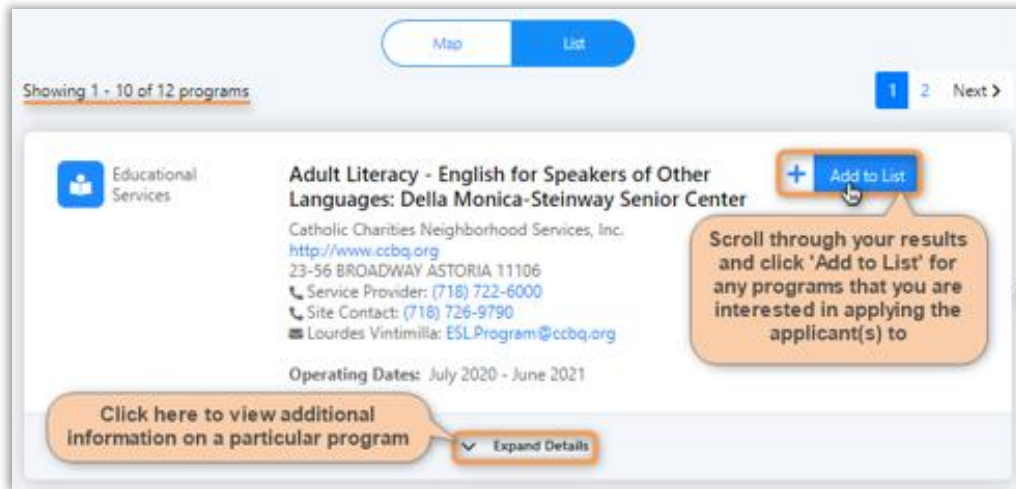 Map List
Showing 1 - 10 of 12 programs
1 2 Next >
Educational
Services
Adult Literacy - English for Speakers of Other
Languages: Della Monica-Steinway Senior Center
Catholic Charities Neighborhood Services, Inc.
http://www.ccbq.org
23-56 BROADWAY ASTORIA 11106
Service Provider: (718) 722-6000
Site Contact: (718) 726-9790
Lourdes Vintimilla: ESL.Program@ccbq.org
Operating Dates: July 2020 - June 2021
+ Add to List
Scroll through your results
and click 'Add to List' for
any programs that you are
interested in applying the
applicant(s) to
Click here to view additional
information on a particular program
Expand Details